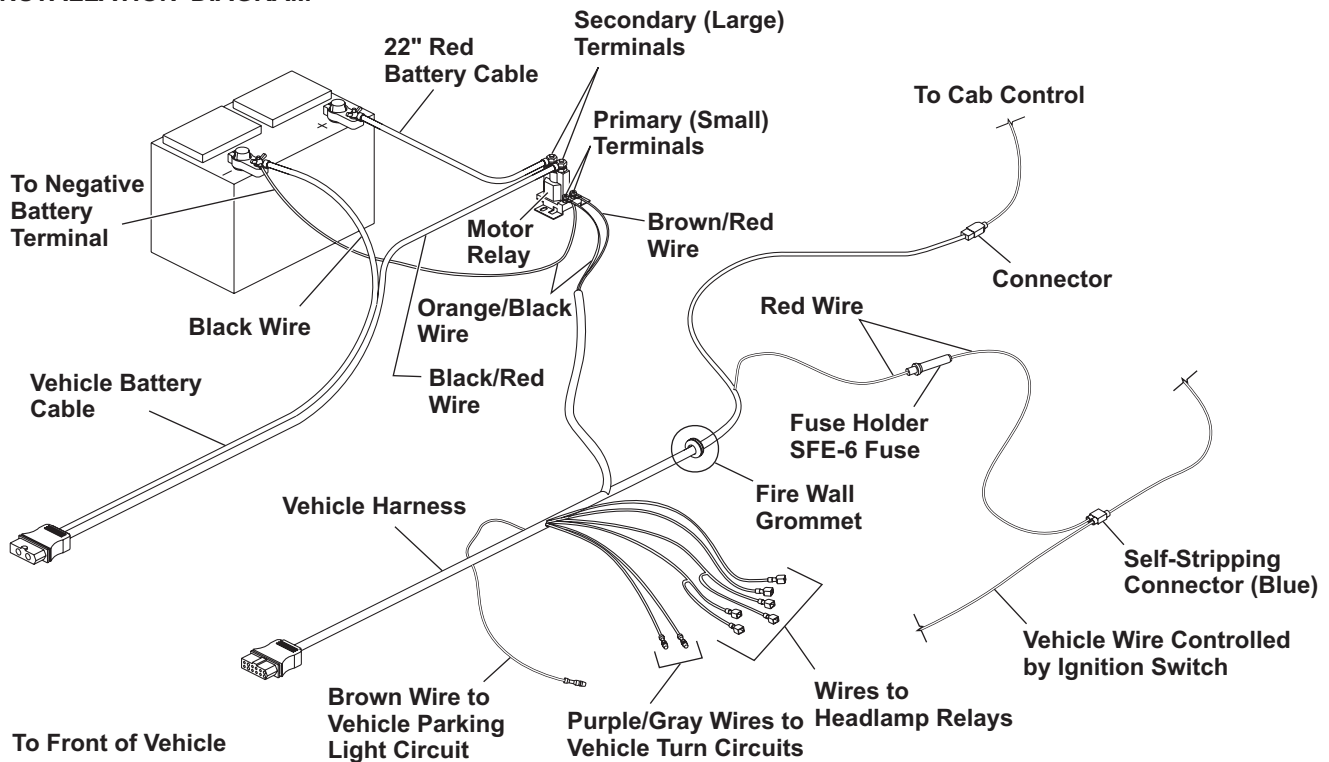 22" Red
Battery Cable
Secondary (Large)
Terminals
Primary (Small)
Terminals
To Cab Control
To Negative
Battery
Terminal
+
-
Motor
Relay
Brown/Red
Wire
Connector
Black Wire
Orange/Black
Wire
Red Wire
Vehicle Battery
Cable
Black/Red
Wire
Fuse Holder
SFE-6 Fuse
Vehicle Harness
Fire Wall
Grommet
Self-Stripping
Connector (Blue)
Vehicle Wire Controlled
by Ignition Switch
Brown Wire to
Vehicle Parking
Light Circuit
Purple/Gray Wires to
Vehicle Turn Circuits
Wires to
Headlamp Relays
To Front of Vehicle